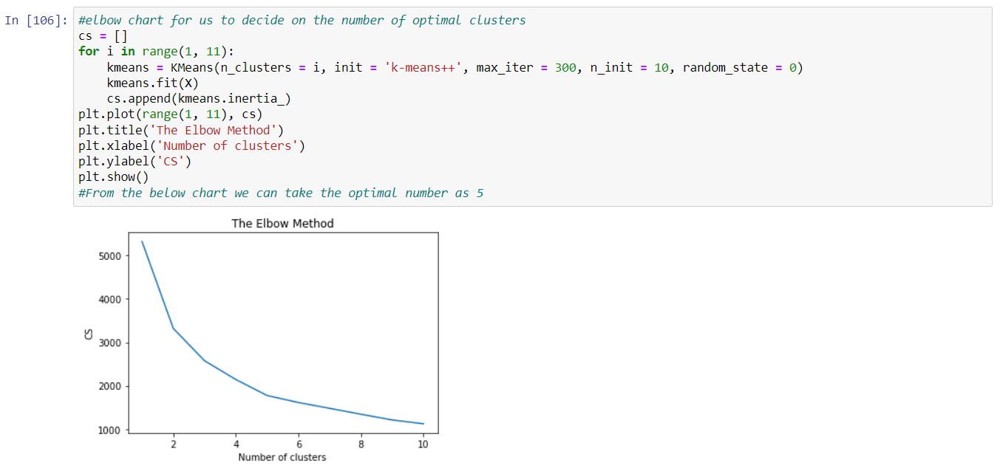 In [106]: #elbow chart for us to decide on the number of optimal clusters
cs = []
for i in range(1, 11):
    kmeans = KMeans(n_clusters = i, init = 'k-means++', max_iter = 300, n_init = 10, random_state = 0)
    kmeans.fit(X)
    cs.append(kmeans.inertia_)
plt.plot(range(1, 11), cs)
plt.title('The Elbow Method')
plt.xlabel('Number of clusters')
plt.ylabel('CS')
plt.show()
#From the below chart we can take the optimal number as 5
The Elbow Method
5000
4000
CS
3000
2000
1000
2 4 6 8 10
Number of clusters